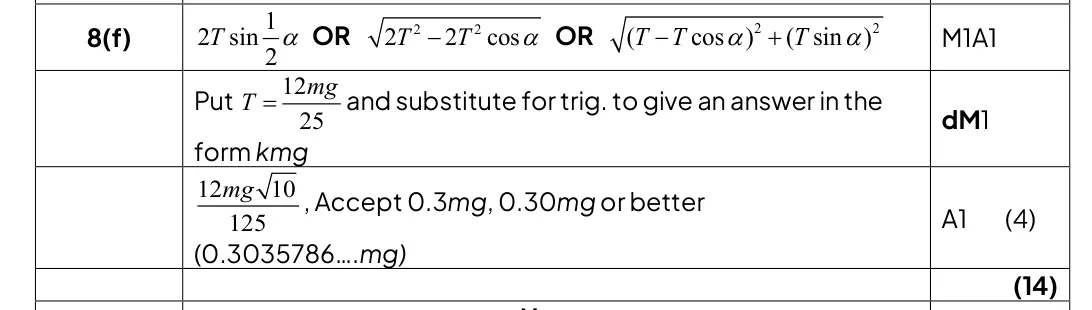 8(f) 2T sin 1/2 α OR √(2T² − 2T² cos α) OR √((T − T cos α)² + (T sin α)²) M1A1
Put T = 12mg/25 and substitute for trig. to give an answer in the
form kmg dM1
12mg√10/125 , Accept 0.3mg, 0.30mg or better
(0.3035786….mg) A1 (4)
(14)